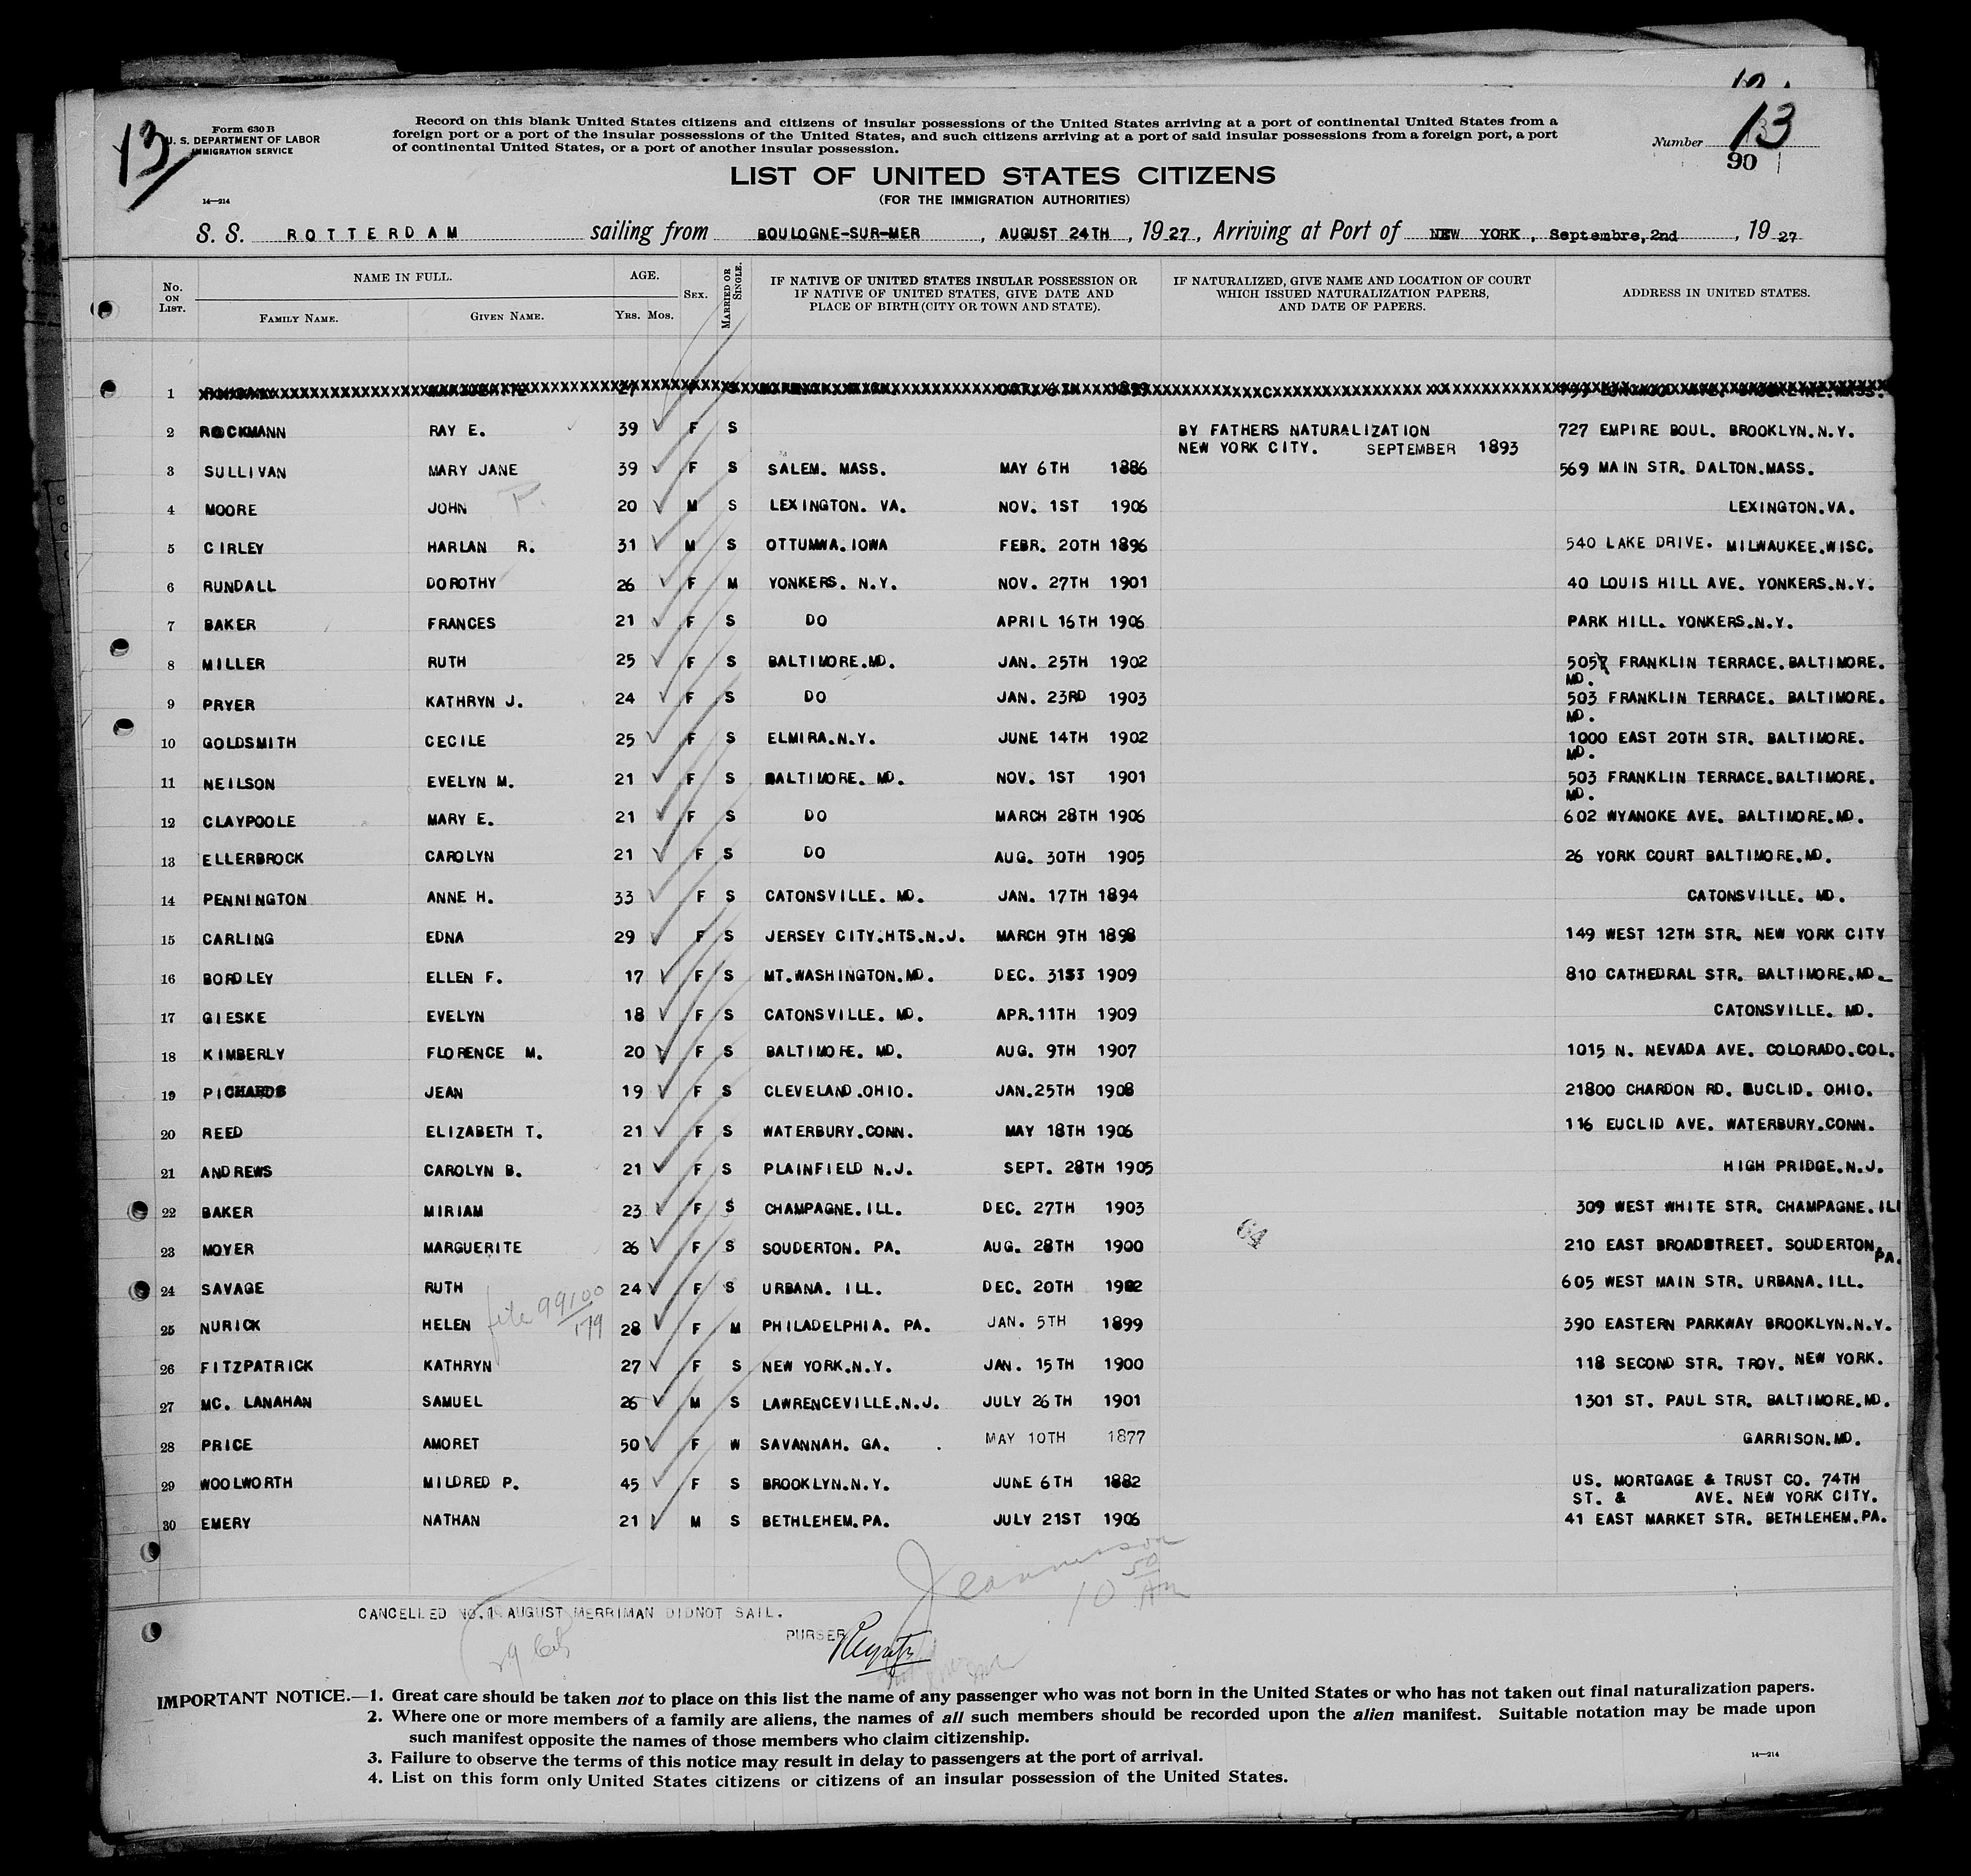 13
Form 630 B
U. S. DEPARTMENT OF LABOR
IMMIGRATION SERVICE
14—214
Record on this blank United States citizens and citizens of insular possessions of the United States arriving at a port of continental United States from a
foreign port or a port of the insular possessions of the United States, and such citizens arriving at a port of said insular possessions from a foreign port, a port
of continental United States, or a port of another insular possession.
Number 13
90
LIST OF UNITED STATES CITIZENS
(FOR THE IMMIGRATION AUTHORITIES)
S. S. ROTTERDAM sailing from BOULOGNE-SUR-MER, AUGUST 24TH, 1927, Arriving at Port of NEW YORK, Septembre, 2nd, 1927
No. ON LIST. NAME IN FULL. FAMILY NAME. GIVEN NAME. AGE. YRS. MOS. SEX. MARRIED OR SINGLE. IF NATIVE OF UNITED STATES INSULAR POSSESSION OR IF NATIVE OF UNITED STATES, GIVE DATE AND PLACE OF BIRTH (CITY OR TOWN AND STATE). IF NATURALIZED, GIVE NAME AND LOCATION OF COURT WHICH ISSUED NATURALIZATION PAPERS, AND DATE OF PAPERS. ADDRESS IN UNITED STATES.
1
2 ROCKMANN RAY E. 39 F S BY FATHERS NATURALIZATION 727 EMPIRE BOUL. BROOKLYN.N.Y.
NEW YORK CITY. SEPTEMBER 1893
3 SULLIVAN MARY JANE 39 F S SALEM. MASS. MAY 6TH 1886 569 MAIN STR. DALTON.MASS.
4 MOORE JOHN P. 20 M S LEXINGTON. VA. NOV. 1ST 1906 LEXINGTON.VA.
5 CIRLEY HARLAN R. 31 M S OTTUMWA.IOWA FEBR. 20TH 1896 540 LAKE DRIVE. MILWAUKEE.WISC.
6 RUNDALL DOROTHY 26 F M YONKERS. N.Y. NOV. 27TH 1901 40 LOUIS HILL AVE. YONKERS.N.Y.
7 BAKER FRANCES 21 F S DO APRIL 16TH 1906 PARK HILL. YONKERS.N.Y.
8 MILLER RUTH 25 F S BALTIMORE.MD. JAN. 25TH 1902 505 FRANKLIN TERRACE.BALTIMORE.
MD.
9 PRYER KATHRYN J. 24 F S DO JAN. 23RD 1903 503 FRANKLIN TERRACE. BALTIMORE.
MD.
10 GOLDSMITH CECILE 25 F S ELMIRA.N.Y. JUNE 14TH 1902 1000 EAST 20TH STR. BALTIMORE.
MD.
11 NEILSON EVELYN M. 21 F S BALTIMORE. MD. NOV. 1ST 1901 503 FRANKLIN TERRACE.BALTIMORE.
MD.
12 CLAYPOOLE MARY E. 21 F S DO MARCH 28TH 1906 602 WYANOKE AVE. BALTIMORE.MD.
13 ELLERBROCK CAROLYN 21 F S DO AUG. 30TH 1905 26 YORK COURT BALTIMORE.MD.
14 PENNINGTON ANNE H. 33 F S CATONSVILLE. MD. JAN. 17TH 1894 CATONSVILLE. MD.
15 CARLING EDNA 29 F S JERSEY CITY.HTS.N.J. MARCH 9TH 1898 149 WEST 12TH STR. NEW YORK CITY
16 BORDLEY ELLEN F. 17 F S MT.WASHINGTON.MD. DEC. 31ST 1909 810 CATHEDRAL STR. BALTIMORE.MD.
17 GIESKE EVELYN 18 F S CATONSVILLE. MD. APR.11TH 1909 CATONSVILLE. MD.
18 KIMBERLY FLORENCE M. 20 F S BALTIMORE. MD. AUG. 9TH 1907 1015 N. NEVADA AVE. COLORADO.COL.
19 PICHARDS JEAN 19 F S CLEVELAND.OHIO. JAN.25TH 1908 21800 CHARDON RD. EUCLID. OHIO.
20 REED ELIZABETH T. 21 F S WATERBURY.CONN. MAY 18TH 1906 116 EUCLID AVE. WATERBURY.CONN.
21 ANDREWS CAROLYN B. 21 F S PLAINFIELD N.J. SEPT. 28TH 1905 HIGH PRIDGE.N.J.
22 BAKER MIRIAM 23 F S CHAMPAGNE.ILL. DEC. 27TH 1903 309 WEST WHITE STR. CHAMPAGNE.ILL
23 MOYER MARGUERITE 26 F S SOUDERTON. PA. AUG. 28TH 1900 64 210 EAST BROADSTREET. SOUDERTON.
PA.
24 SAVAGE RUTH 24 F S URBANA. ILL. DEC. 20TH 1902 605 WEST MAIN STR. URBANA.ILL.
file 99100/179
25 NURICK HELEN 28 F M PHILADELPHIA. PA. JAN. 5TH 1899 390 EASTERN PARKWAY BROOKLYN.N.Y.
26 FITZPATRICK KATHRYN 27 F S NEW YORK.N.Y. JAN. 15TH 1900 118 SECOND STR. TROY. NEW YORK.
27 MC. LANAHAN SAMUEL 26 M S LAWRENCEVILLE.N.J. JULY 26TH 1901 1301 ST. PAUL STR. BALTIMORE.MD.
28 PRICE AMORET 50 F W SAVANNAH. GA. MAY 10TH 1877 GARRISON.MD.
29 WOOLWORTH MILDRED P. 45 F S BROOKLYN.N.Y. JUNE 6TH 1882 US. MORTGAGE & TRUST CO. 74TH
ST. & AVE. NEW YORK CITY.
30 EMERY NATHAN 21 M S BETHLEHEM.PA. JULY 21ST 1906 41 EAST MARKET STR. BETHLEHEM.PA.
10 50 AM
CANCELLED NO.1 AUGUST MERRIMAN DIDNOT SAIL.
PURSER
IMPORTANT NOTICE.—1. Great care should be taken not to place on this list the name of any passenger who was not born in the United States or who has not taken out final naturalization papers.
2. Where one or more members of a family are aliens, the names of all such members should be recorded upon the alien manifest. Suitable notation may be made upon
such manifest opposite the names of those members who claim citizenship.
3. Failure to observe the terms of this notice may result in delay to passengers at the port of arrival.
4. List on this form only United States citizens or citizens of an insular possession of the United States.
14—214